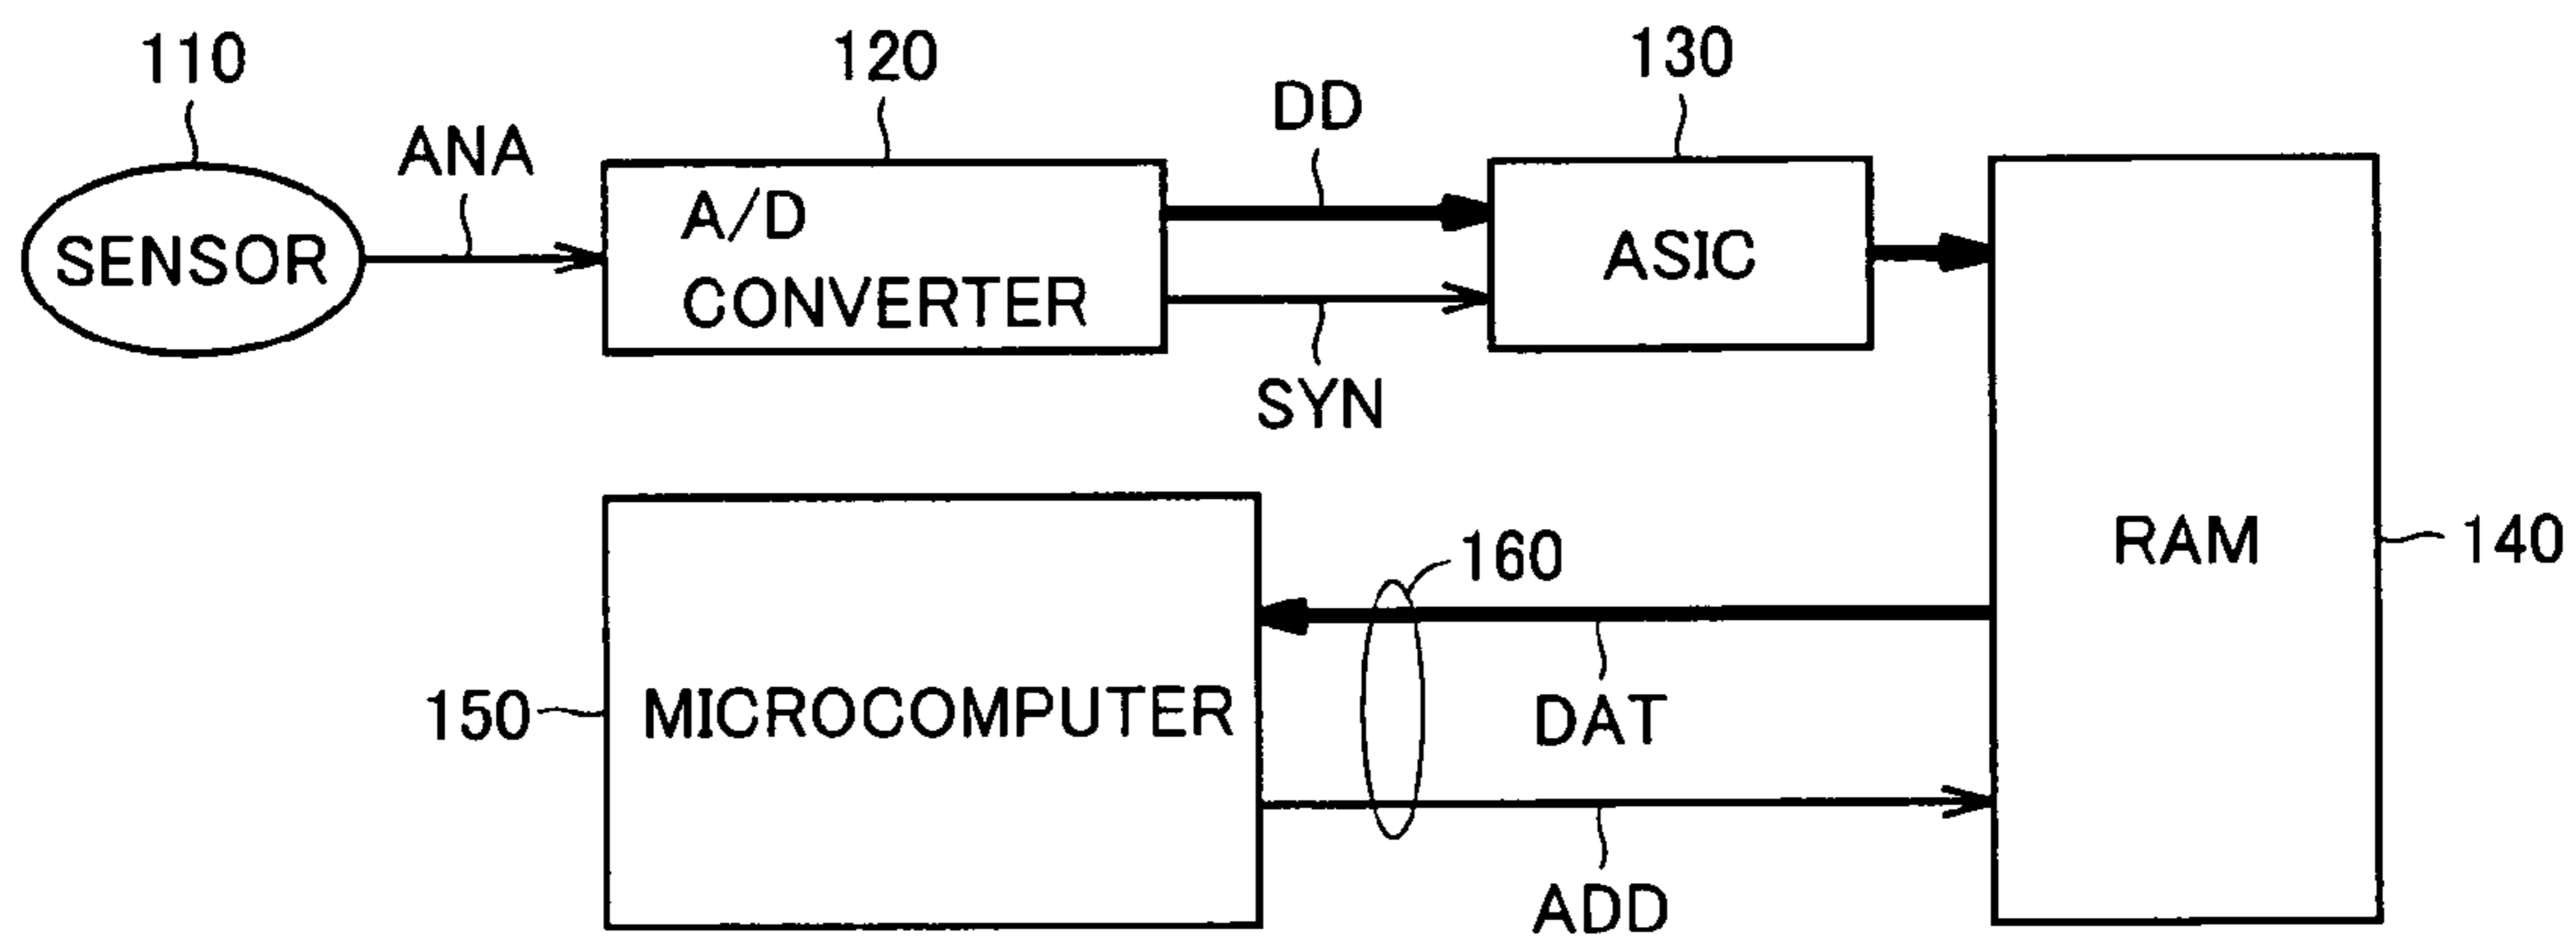 110
120
130
DD
ANA
SENSOR
A/D
CONVERTER
ASIC
SYN
RAM
140
160
150
MICROCOMPUTER
DAT
ADD